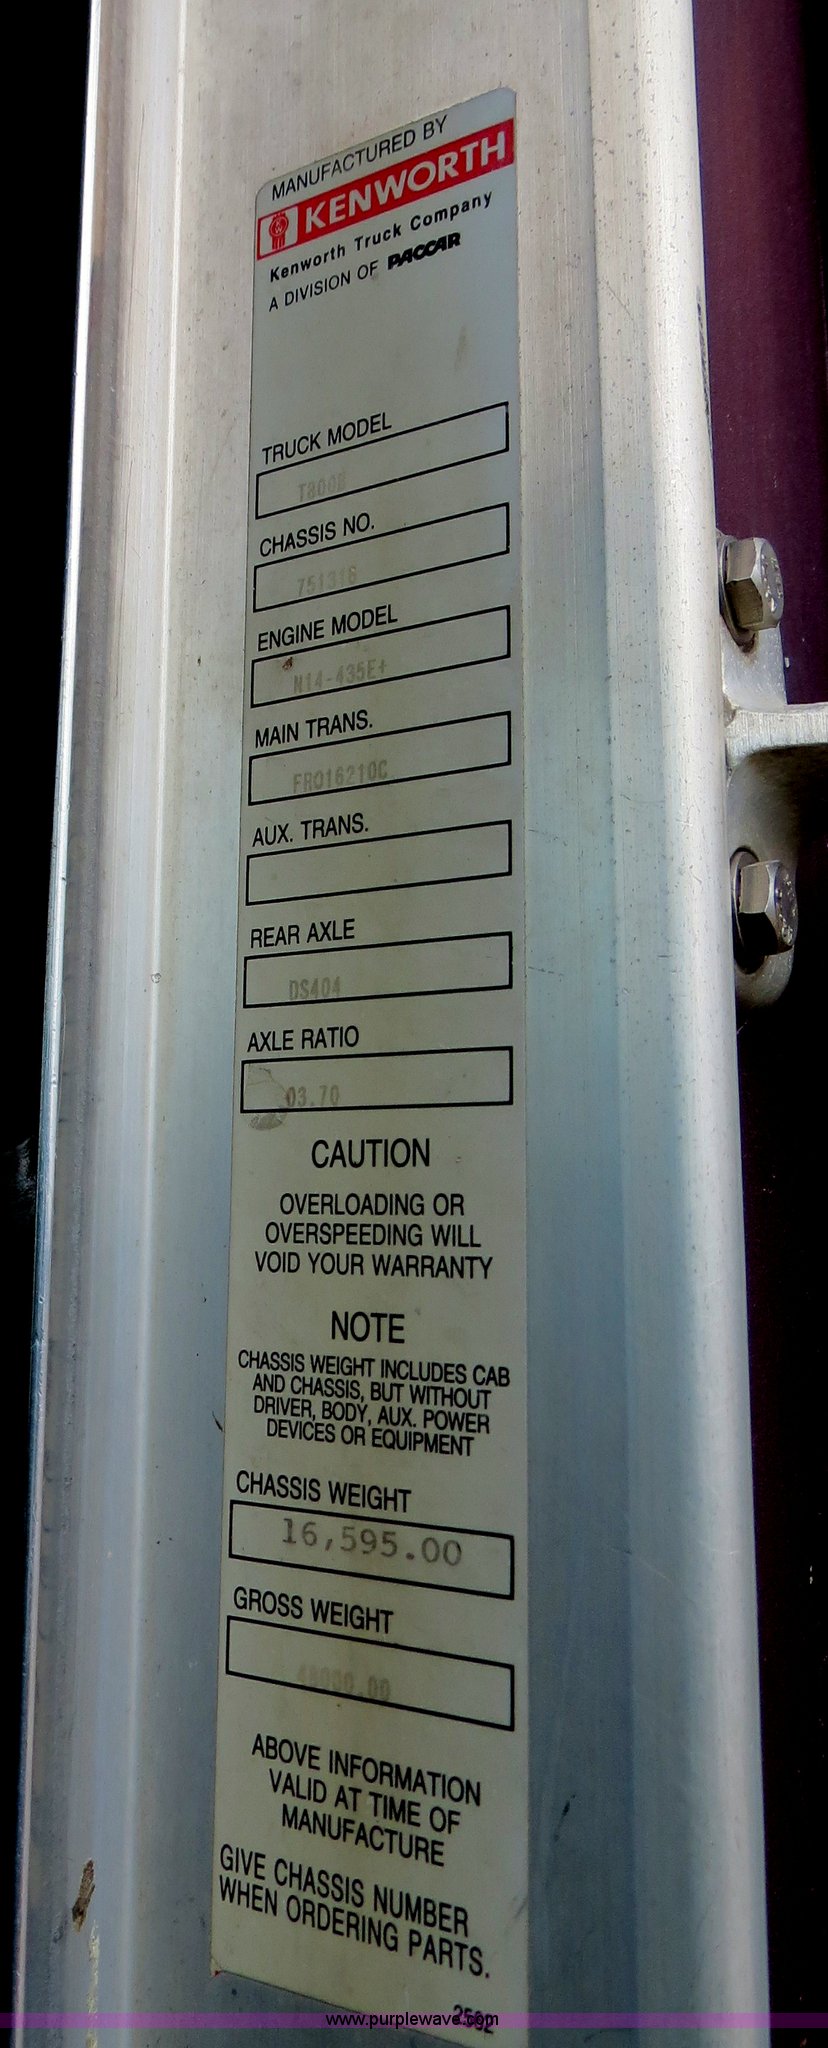 MANUFACTURED BY
KENWORTH
Kenworth Truck Company
A DIVISION OF PACCAR
TRUCK MODEL
T800B
CHASSIS NO.
751318
ENGINE MODEL
N14-435E+
MAIN TRANS.
FRO16210C
AUX. TRANS.
REAR AXLE
DS404
AXLE RATIO
03.70
CAUTION
OVERLOADING OR
OVERSPEEDING WILL
VOID YOUR WARRANTY
NOTE
CHASSIS WEIGHT INCLUDES CAB
AND CHASSIS, BUT WITHOUT
DRIVER, BODY, AUX. POWER
DEVICES OR EQUIPMENT
CHASSIS WEIGHT
16,595.00
GROSS WEIGHT
ABOVE INFORMATION
VALID AT TIME OF
MANUFACTURE
GIVE CHASSIS NUMBER
WHEN ORDERING PARTS.
www.purplewave.com